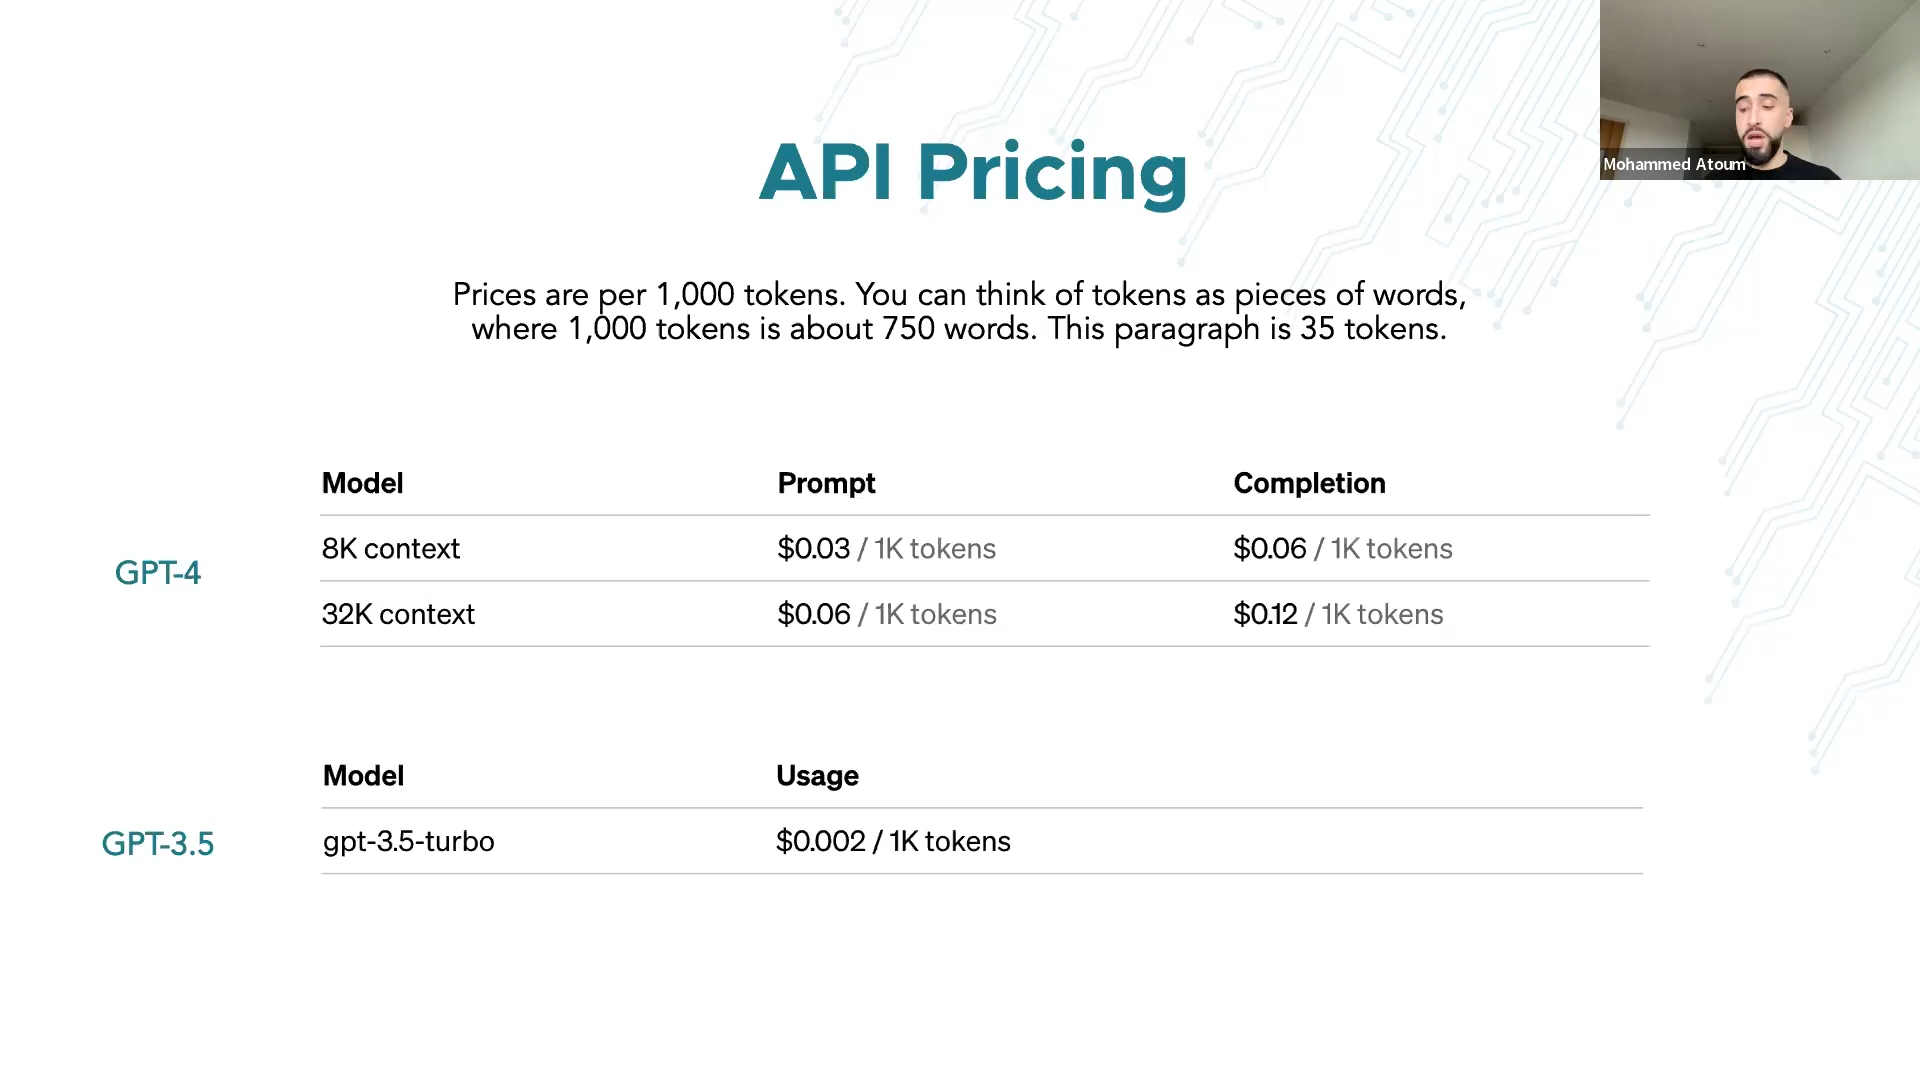 API Pricing
Mohammed Atoum
Prices are per 1,000 tokens. You can think of tokens as pieces of words,
where 1,000 tokens is about 750 words. This paragraph is 35 tokens.
GPT-4
Model Prompt Completion
8K context $0.03 / 1K tokens $0.06 / 1K tokens
32K context $0.06 / 1K tokens $0.12 / 1K tokens
GPT-3.5
Model Usage
gpt-3.5-turbo $0.002 / 1K tokens